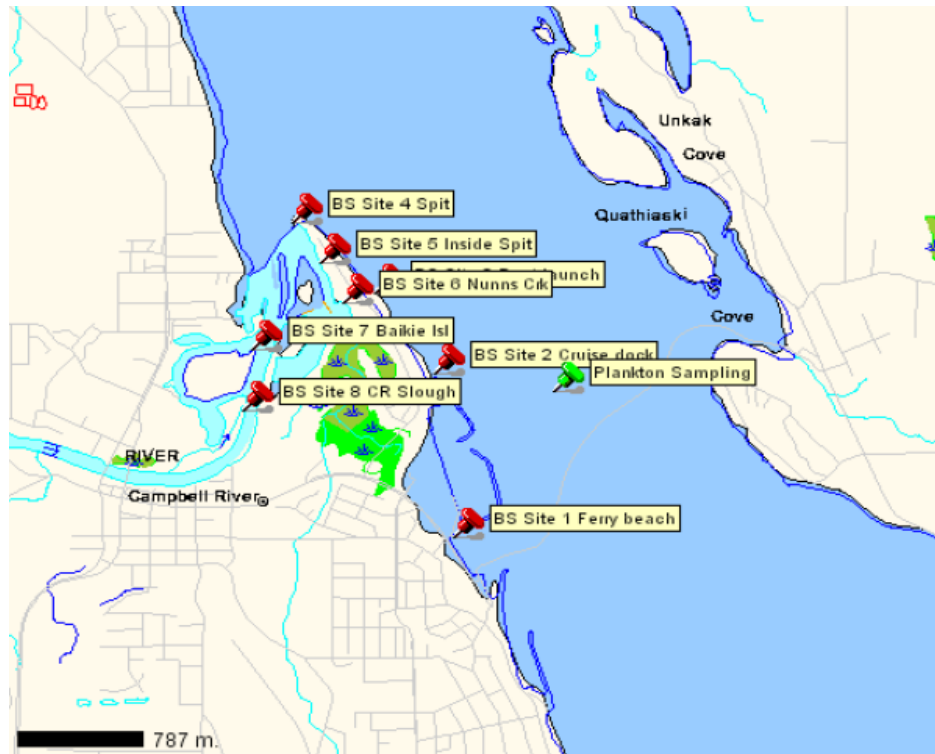 Unkak
Cove
BS Site 4 Spit
Quathiaski
BS Site 5 Inside Spit
BS Site 6 Nunns Crk
Cove
BS Site 7 Baikie Isl
BS Site 2 Cruise dock
Plankton Sampling
BS Site 8 CR Slough
RIVER
Campbell River
BS Site 1 Ferry beach
787 m.